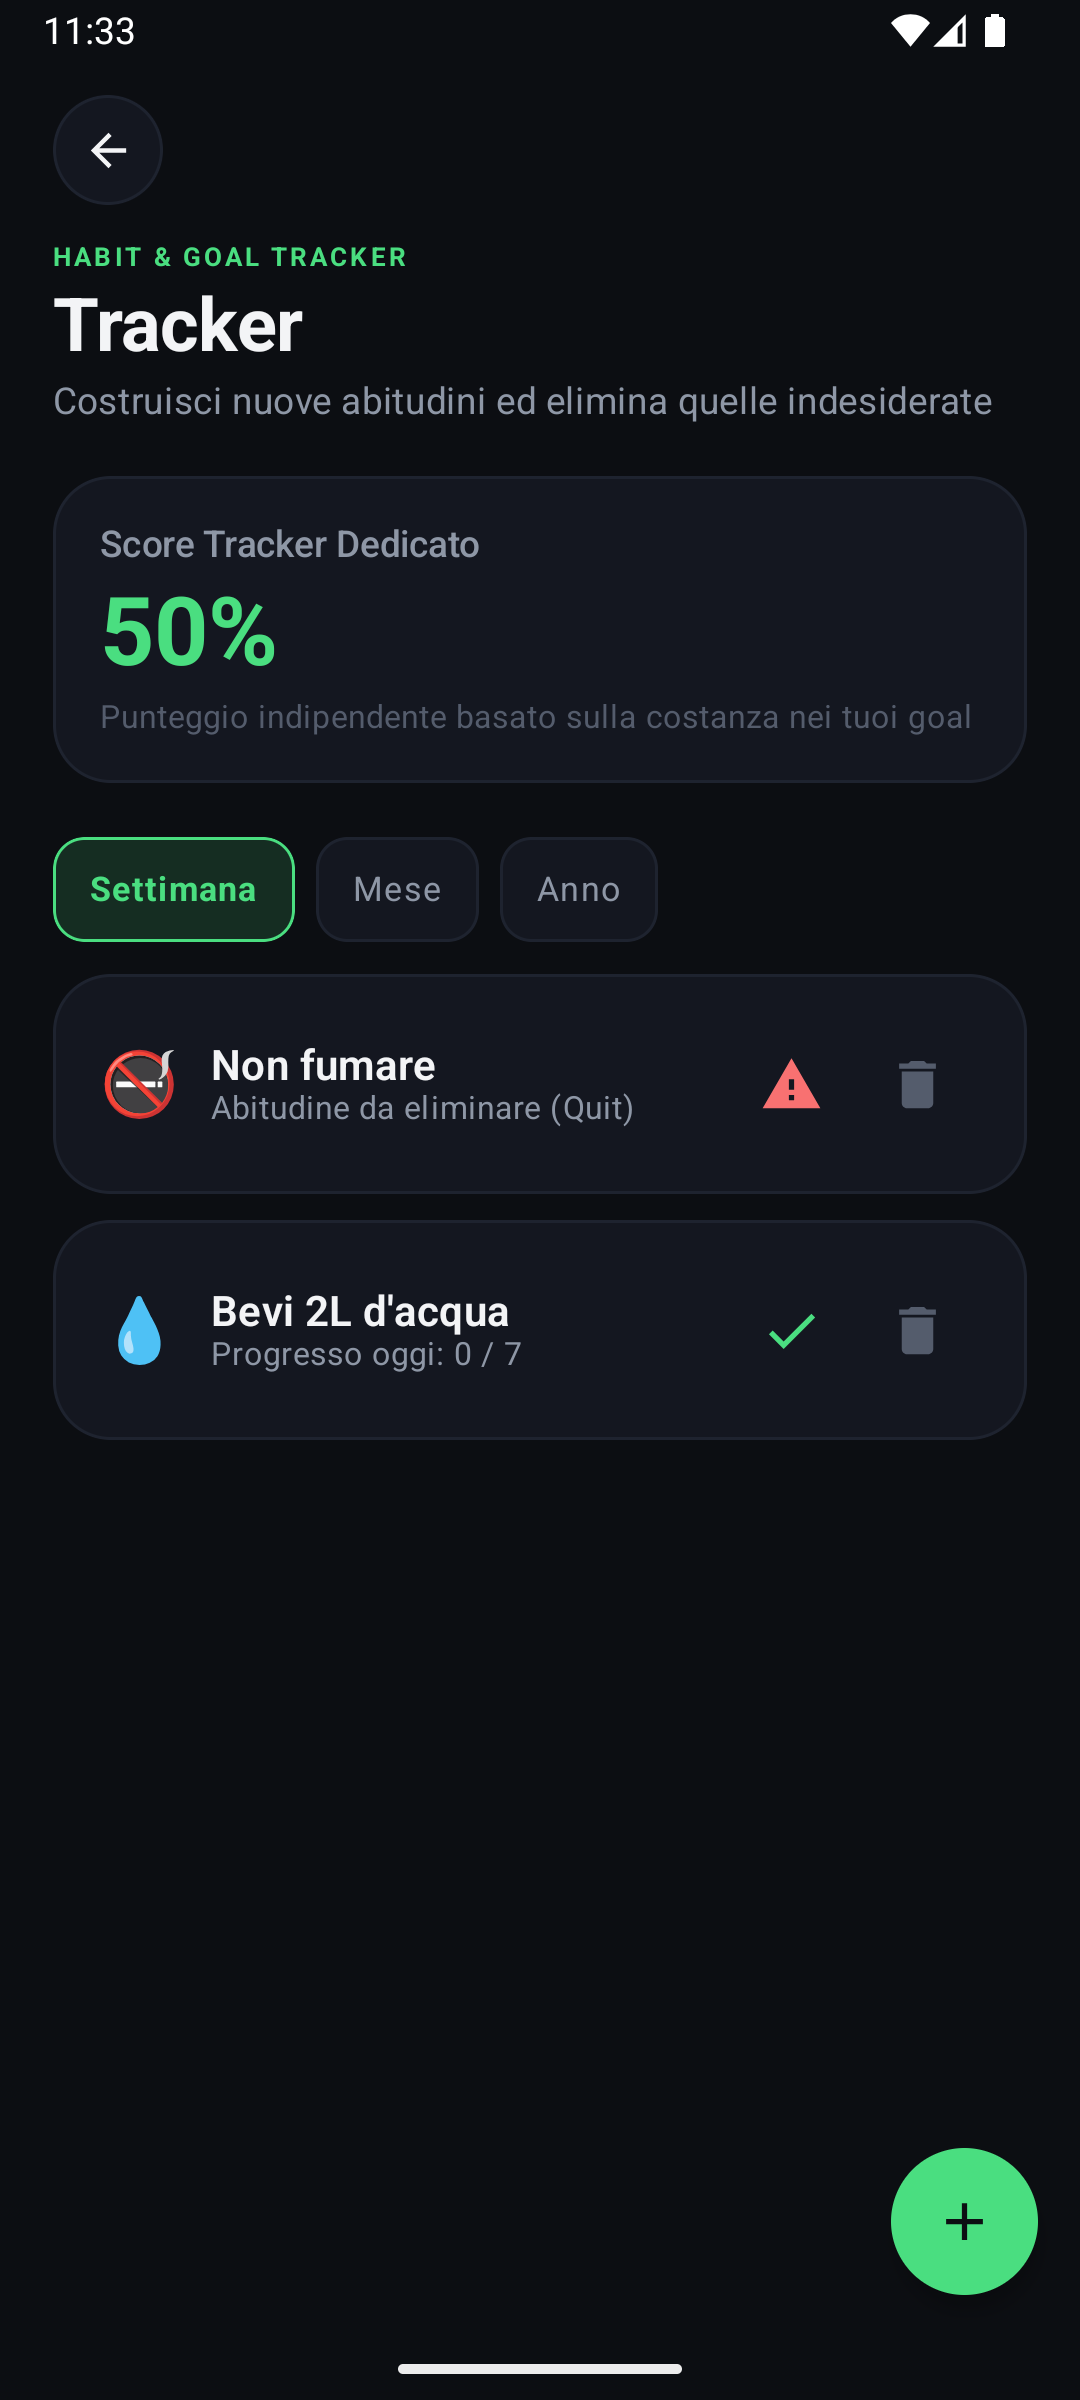 11:33
HABIT & GOAL TRACKER
Tracker
Costruisci nuove abitudini ed elimina quelle indesiderate
Score Tracker Dedicato
50%
Punteggio indipendente basato sulla costanza nei tuoi goal
Settimana
Mese
Anno
Non fumare
Abitudine da eliminare (Quit)
Bevi 2L d'acqua
Progresso oggi: 0 / 7